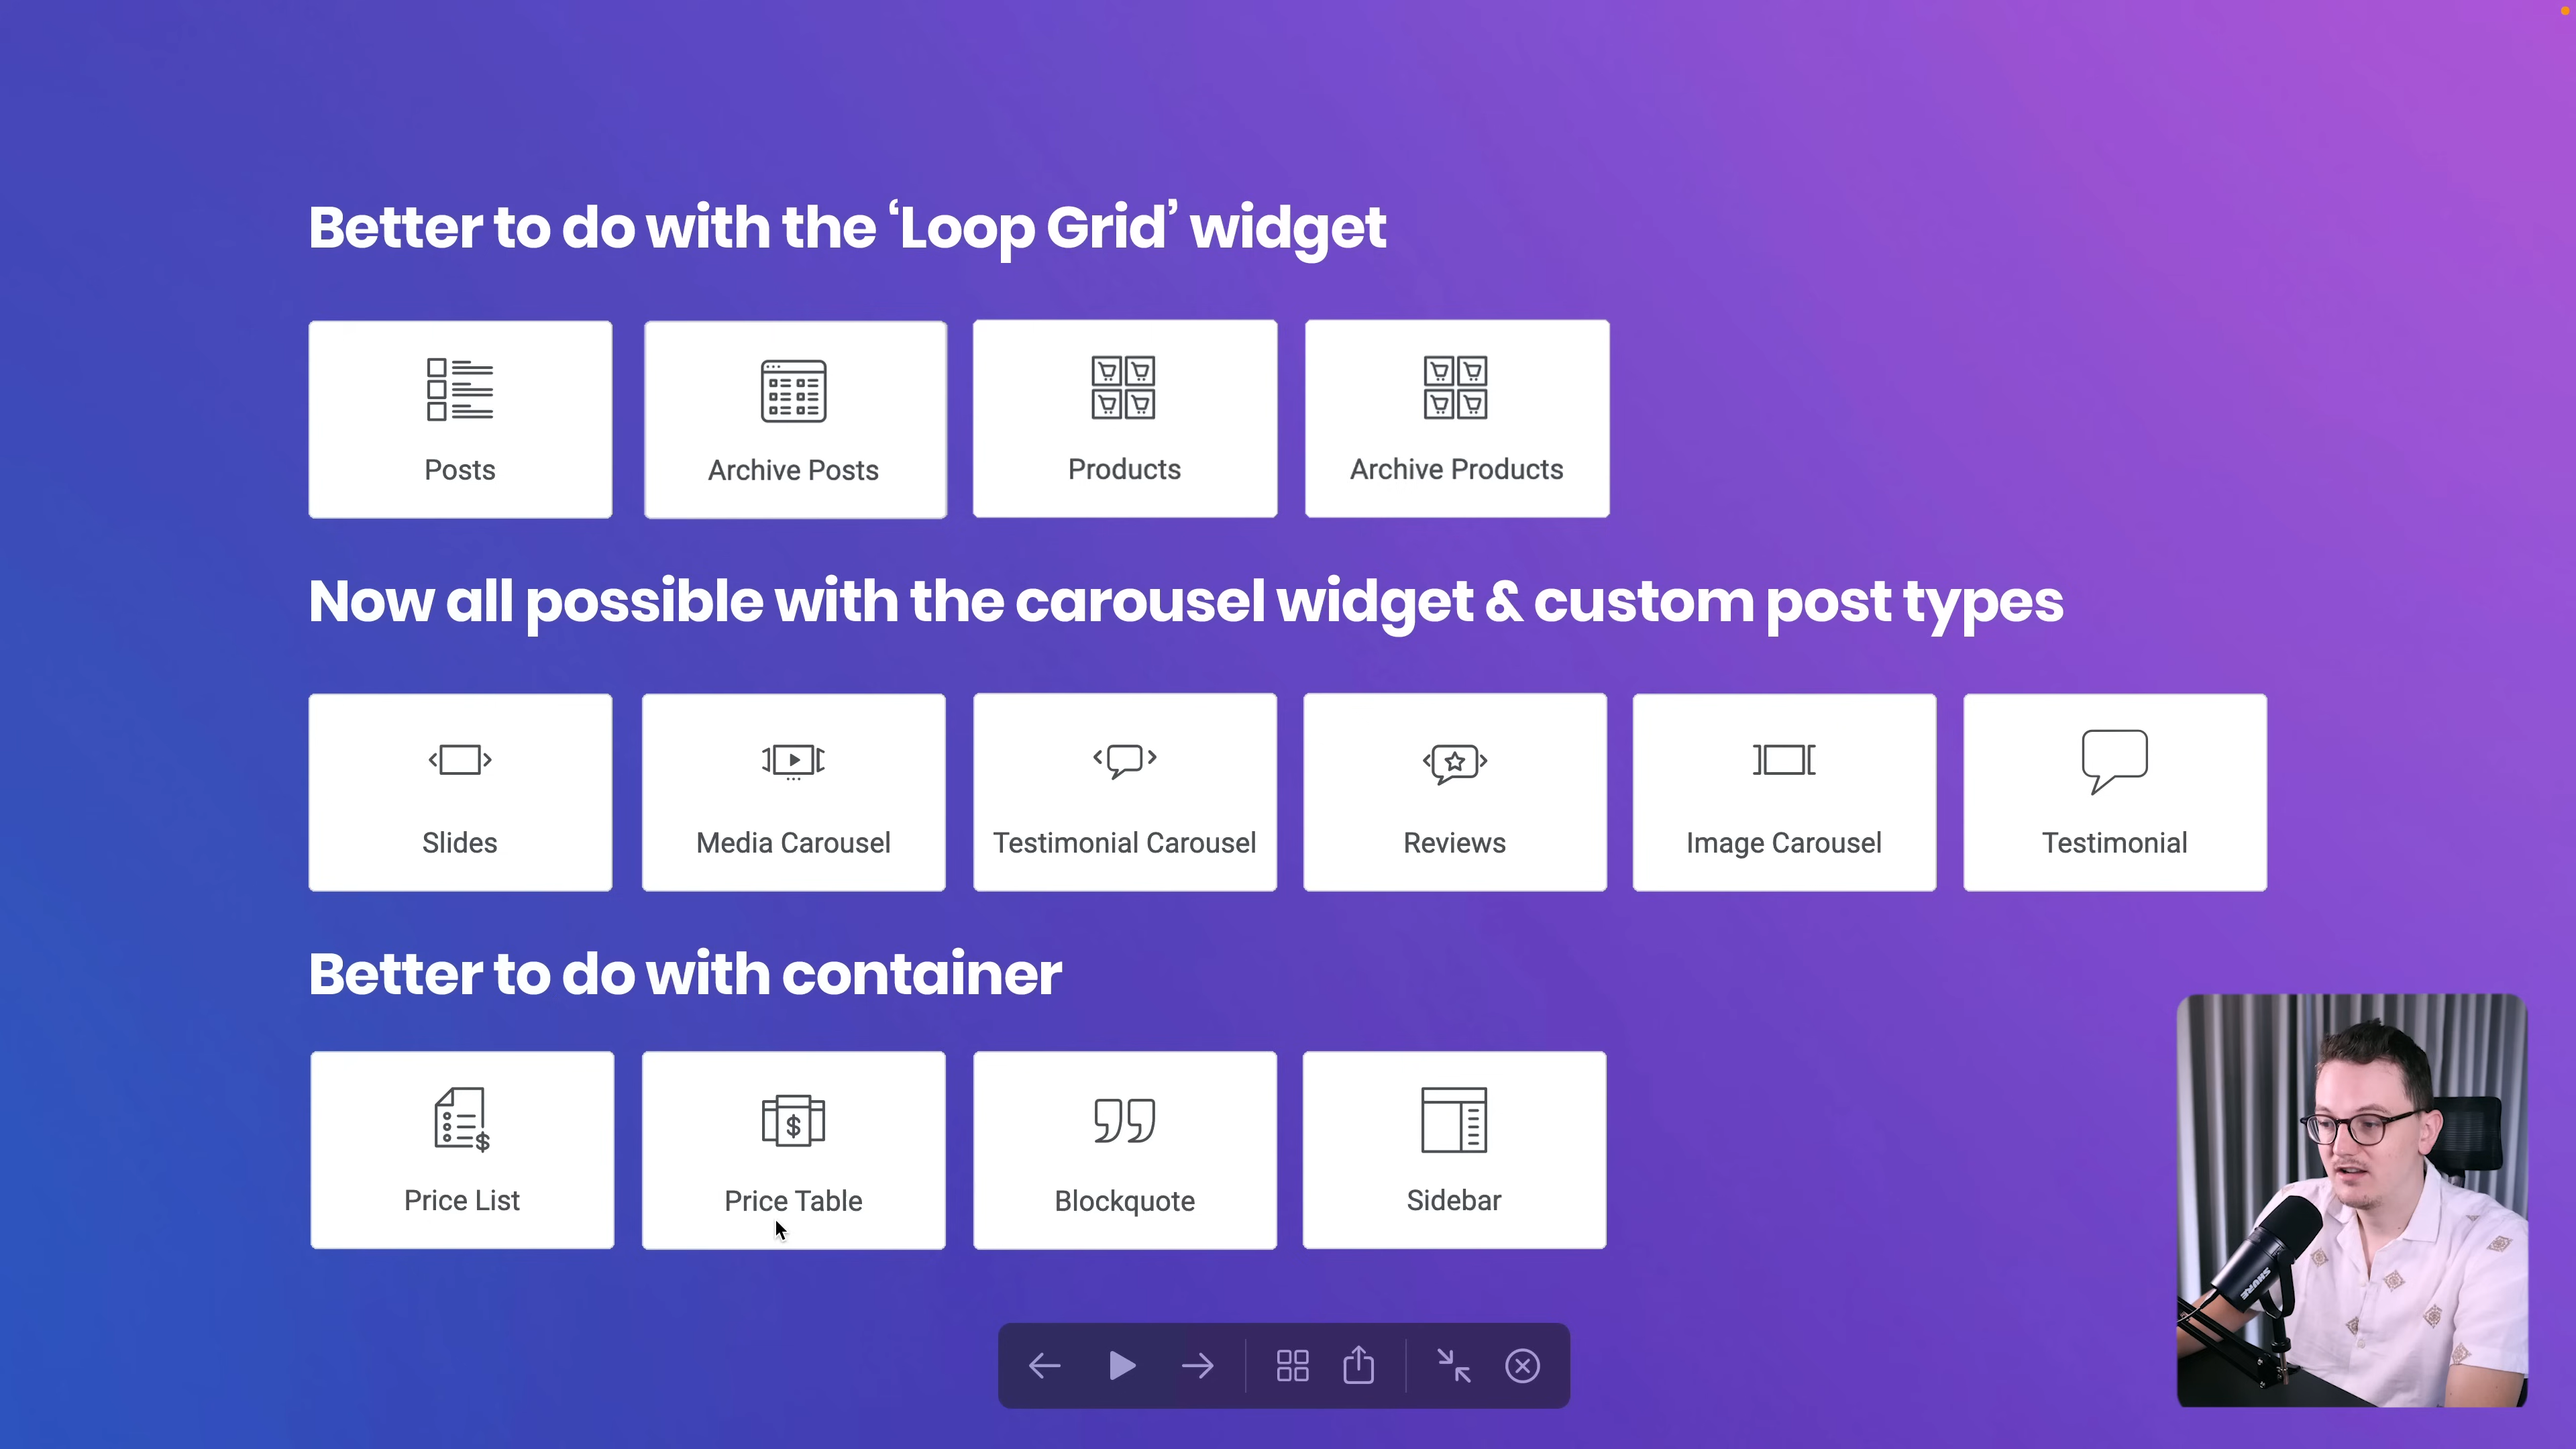 Better to do with the ‘Loop Grid’ widget
Posts
Archive Posts
Products
Archive Products
Now all possible with the carousel widget & custom post types
Slides
Media Carousel
Testimonial Carousel
Reviews
Image Carousel
Testimonial
Better to do with container
Price List
Price Table
Blockquote
Sidebar
SHURE